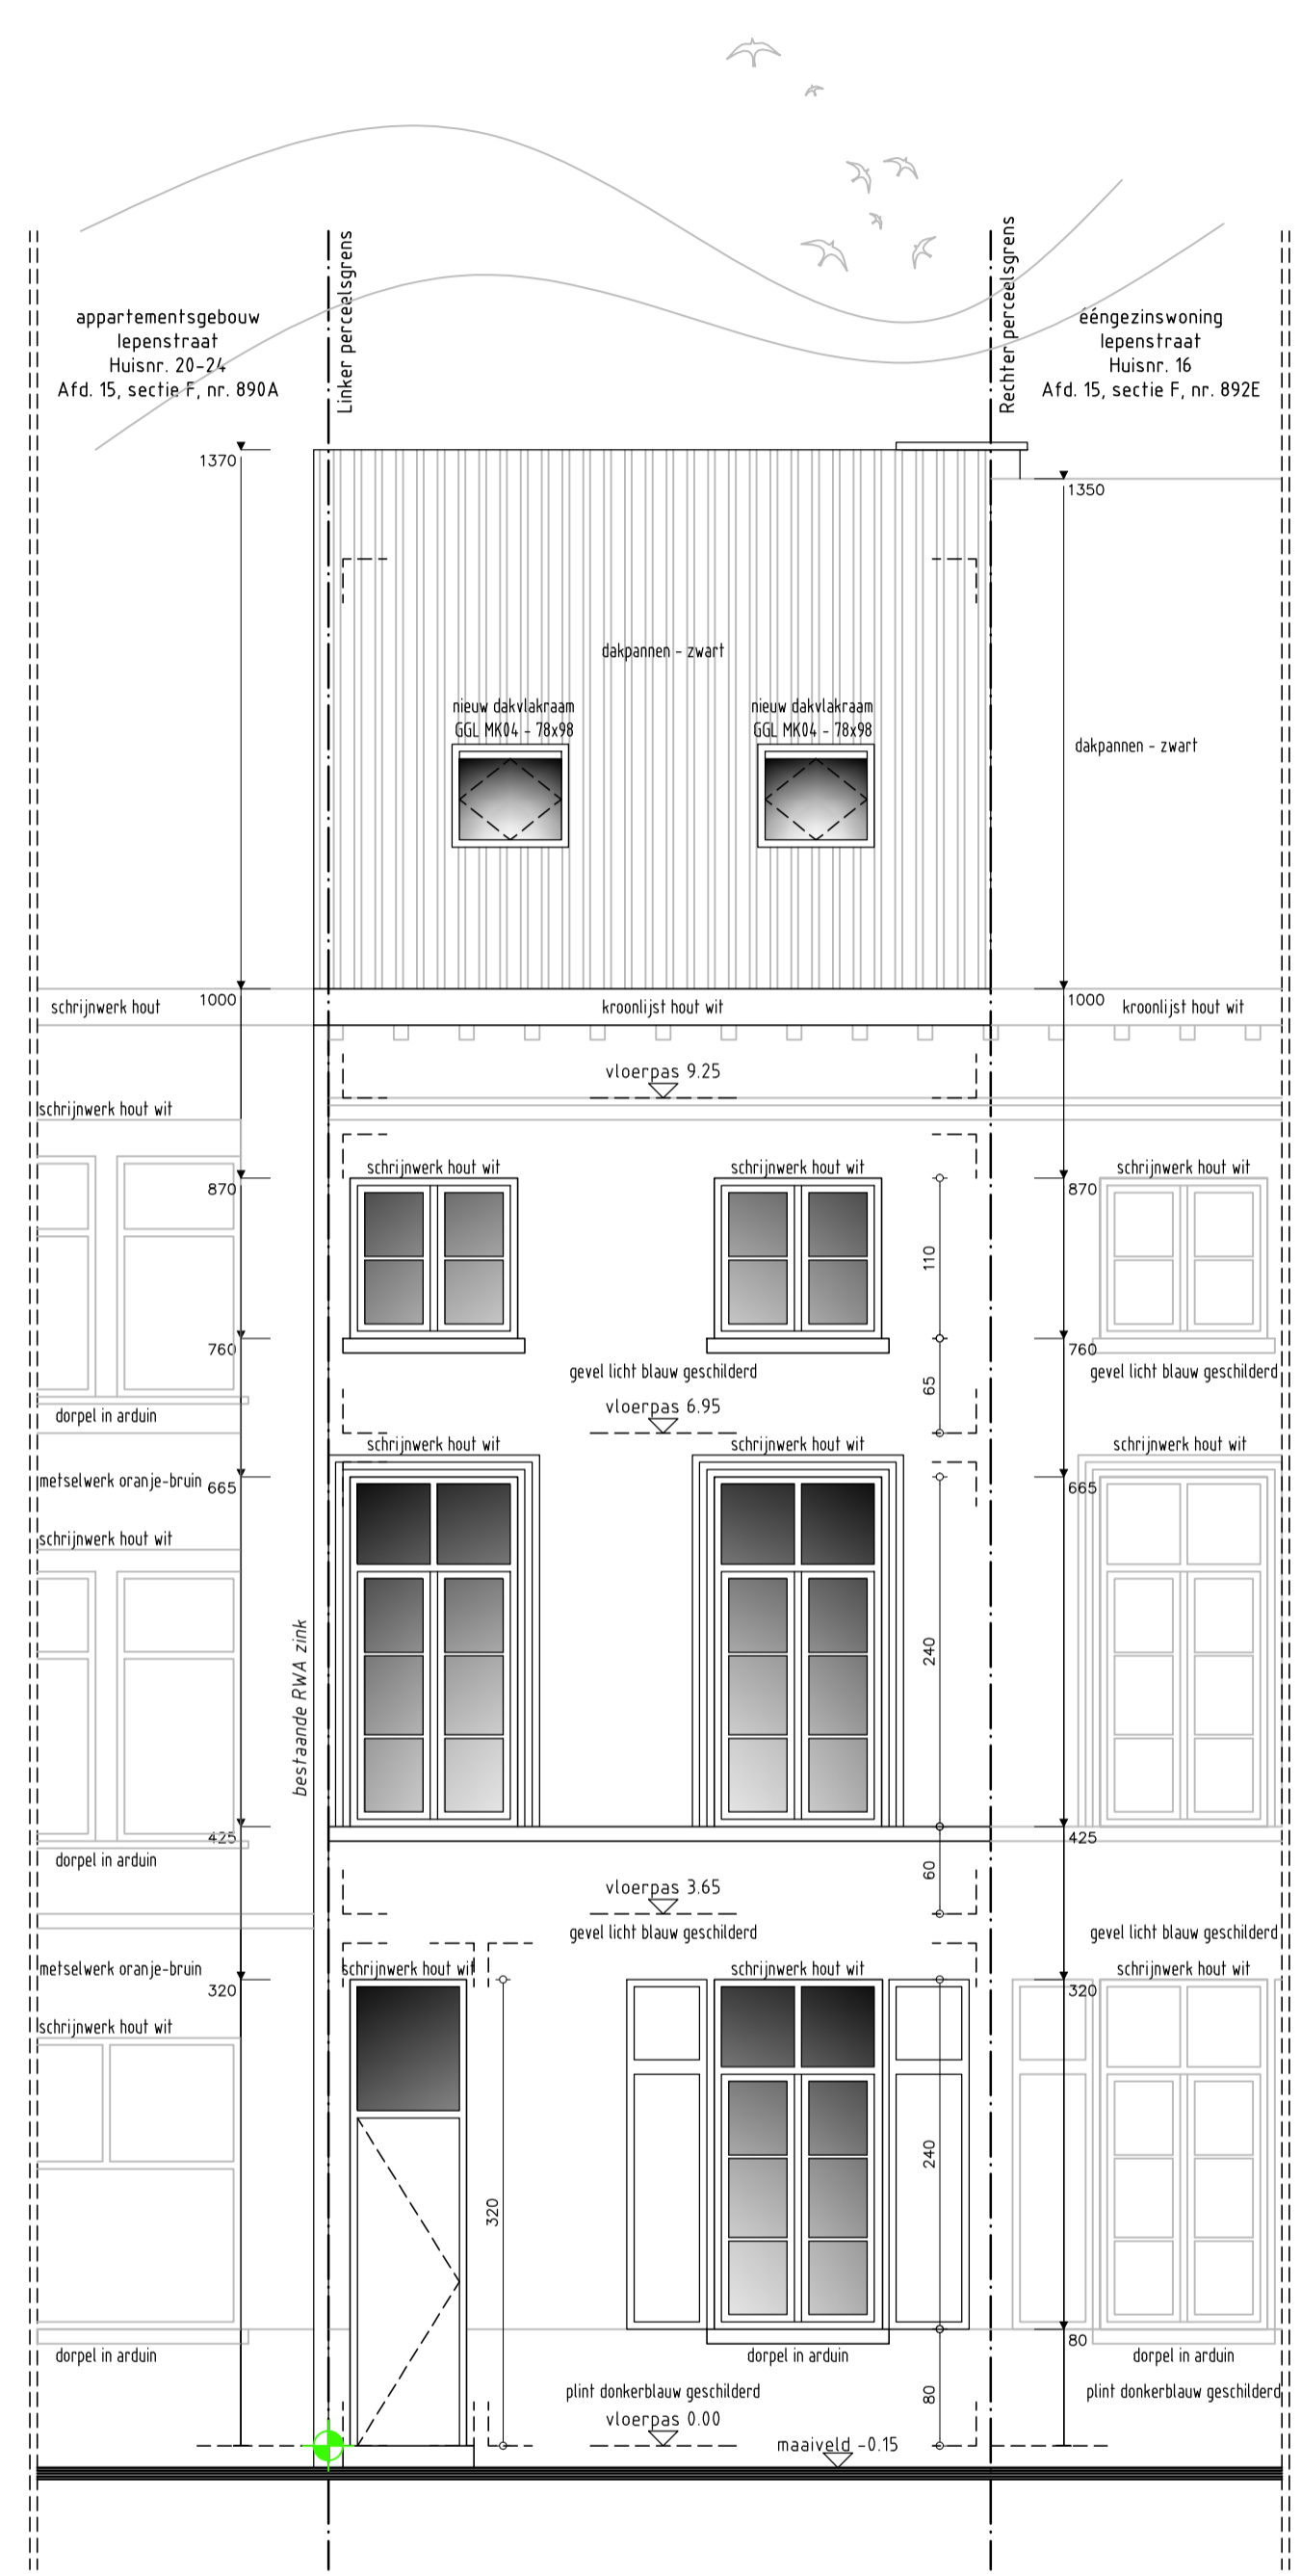 Linker perceelsgrens
Rechter perceelsgrens
appartementsgebouw
Iepenstraat
Huisnr. 20-24
Afd. 15, sectie F, nr. 890A
ééngezinswoning
Iepenstraat
Huisnr. 16
Afd. 15, sectie F, nr. 892E
1370
1350
dakpannen - zwart
nieuw dakvlakraam
GGL MK04 - 78x98
nieuw dakvlakraam
GGL MK04 - 78x98
dakpannen - zwart
schrijnwerk hout
1000
kroonlijst hout wit
1000
kroonlijst hout wit
vloerpas 9.25
schrijnwerk hout wit
schrijnwerk hout wit
schrijnwerk hout wit
schrijnwerk hout wit
870
870
110
760
760
gevel licht blauw geschilderd
gevel licht blauw geschilderd
65
vloerpas 6.95
dorpel in arduin
schrijnwerk hout wit
schrijnwerk hout wit
schrijnwerk hout wit
metselwerk oranje-bruin
665
665
schrijnwerk hout wit
240
bestaande RWA zink
425
425
dorpel in arduin
60
vloerpas 3.65
gevel licht blauw geschilderd
gevel licht blauw geschilderd
metselwerk oranje-bruin
schrijnwerk hout wit
schrijnwerk hout wit
schrijnwerk hout wit
320
320
schrijnwerk hout wit
240
320
80
dorpel in arduin
dorpel in arduin
dorpel in arduin
plint donkerblauw geschilderd
plint donkerblauw geschilderd
80
vloerpas 0.00
maaiveld -0.15